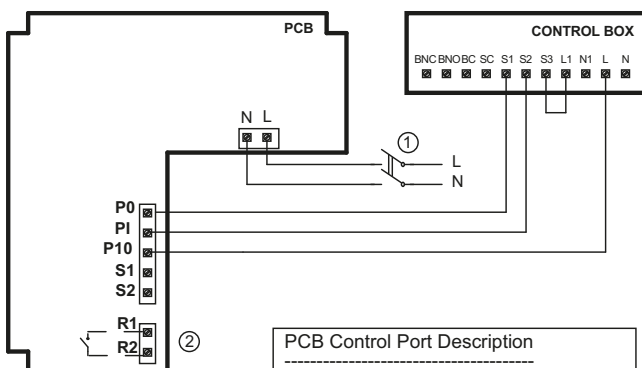 PCB
CONTROL BOX
BNC BNO BC SC S1 S2 S3 L1 N1 L N
N L
1
L
N
P0
PI
P10
S1
S2
R1
R2
2
PCB Control Port Description
---------------------------------------